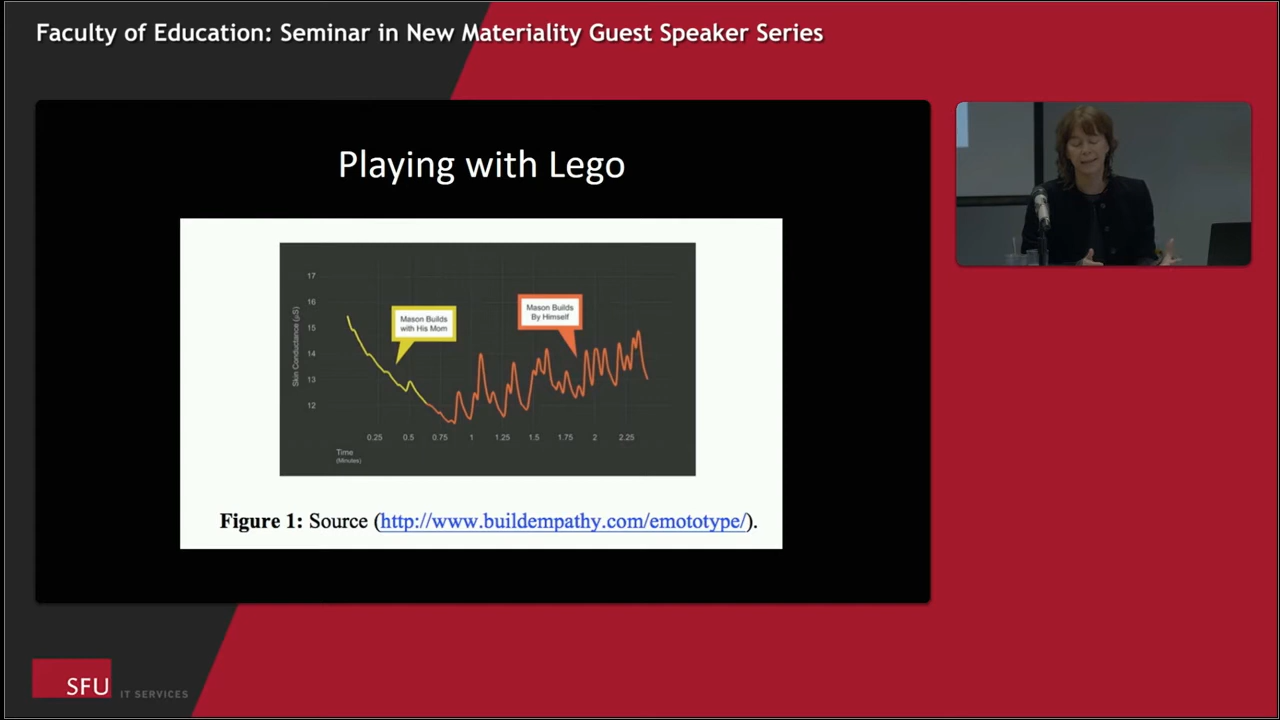 Faculty of Education: Seminar in New Materiality Guest Speaker Series
Playing with Lego
17
16
15
14
13
12
Skin Conductance (µS)
Mason Builds
with His Mom
Mason Builds
By Himself
0.25 0.5 0.75 1 1.25 1.5 1.75 2 2.25
Time
(Minutes)
Figure 1: Source (http://www.buildempathy.com/emototype/).
SFU IT SERVICES